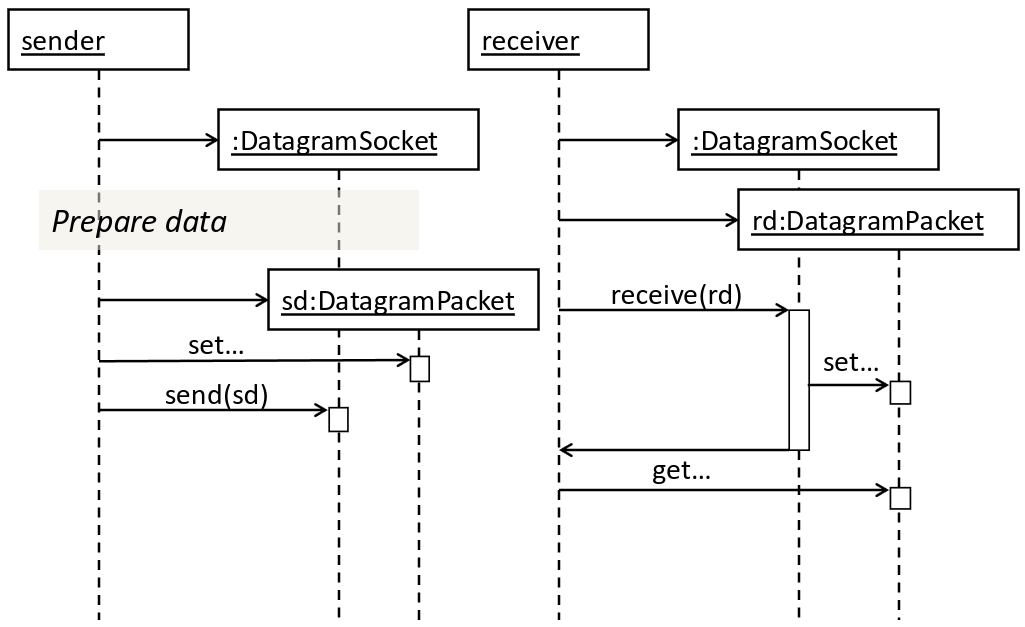 sender
receiver
:DatagramSocket
:DatagramSocket
Prepare data
rd:DatagramPacket
sd:DatagramPacket
receive(rd)
set...
set...
send(sd)
get...